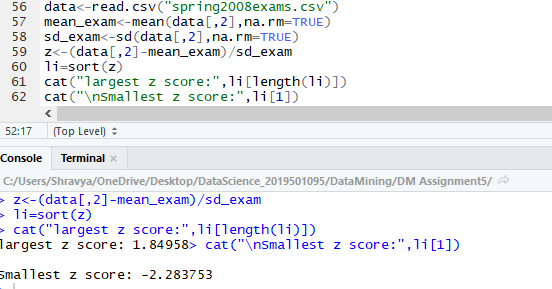 56 data<-read.csv("spring2008exams.csv")
57 mean_exam<-mean(data[,2],na.rm=TRUE)
58 sd_exam<-sd(data[,2],na.rm=TRUE)
59 z<-(data[,2]-mean_exam)/sd_exam
60 li=sort(z)
61 cat("largest z score:",li[length(li)])
62 cat("\nSmallest z score:",li[1])
52:17 (Top Level)
Console Terminal
C:/Users/Shravya/OneDrive/Desktop/DataScience_2019501095/DataMining/DM Assignment5/
> z<-(data[,2]-mean_exam)/sd_exam
> li=sort(z)
> cat("largest z score:",li[length(li)])
largest z score: 1.84958> cat("\nSmallest z score:",li[1])
Smallest z score: -2.283753
>